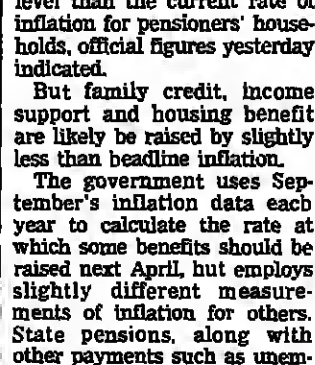 level than the current rate of
inflation for pensioners' house-
holds, official figures yesterday
indicated.
But family credit, income
support and housing benefit
are likely be raised by slightly
less than headline inflation.
The government uses Sep-
tember's inflation data each
year to calculate the rate at
which some benefits should be
raised next April, but employs
slightly different measure-
ments of inflation for others.
State pensions, along with
other payments such as unem-